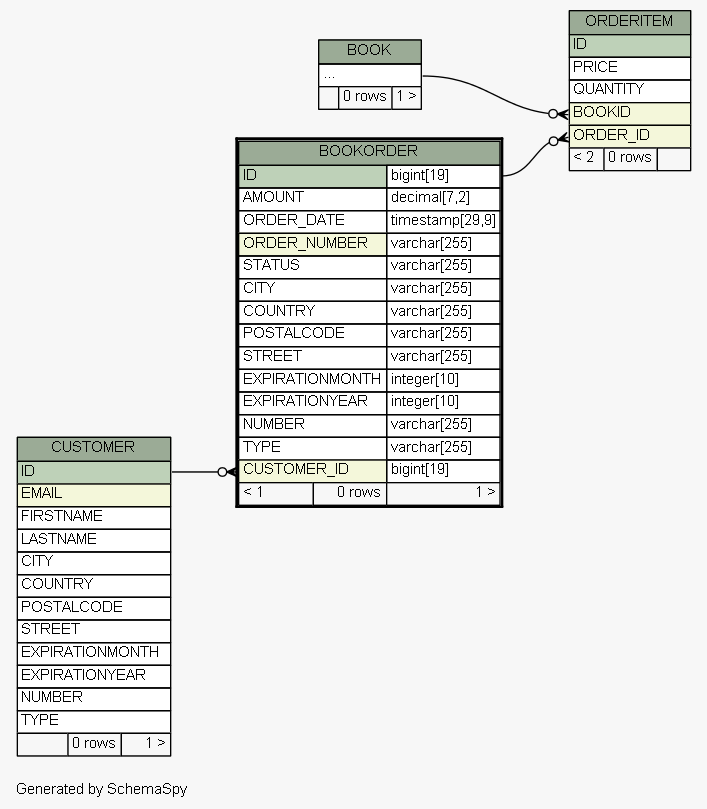 BOOK
...
0 rows 1 >
ORDERITEM
ID
PRICE
QUANTITY
BOOKID
ORDER_ID
< 2 0 rows
BOOKORDER
ID bigint[19]
AMOUNT decimal[7,2]
ORDER_DATE timestamp[29,9]
ORDER_NUMBER varchar[255]
STATUS varchar[255]
CITY varchar[255]
COUNTRY varchar[255]
POSTALCODE varchar[255]
STREET varchar[255]
EXPIRATIONMONTH integer[10]
EXPIRATIONYEAR integer[10]
NUMBER varchar[255]
TYPE varchar[255]
CUSTOMER_ID bigint[19]
< 1 0 rows 1 >
CUSTOMER
ID
EMAIL
FIRSTNAME
LASTNAME
CITY
COUNTRY
POSTALCODE
STREET
EXPIRATIONMONTH
EXPIRATIONYEAR
NUMBER
TYPE
0 rows 1 >
Generated by SchemaSpy